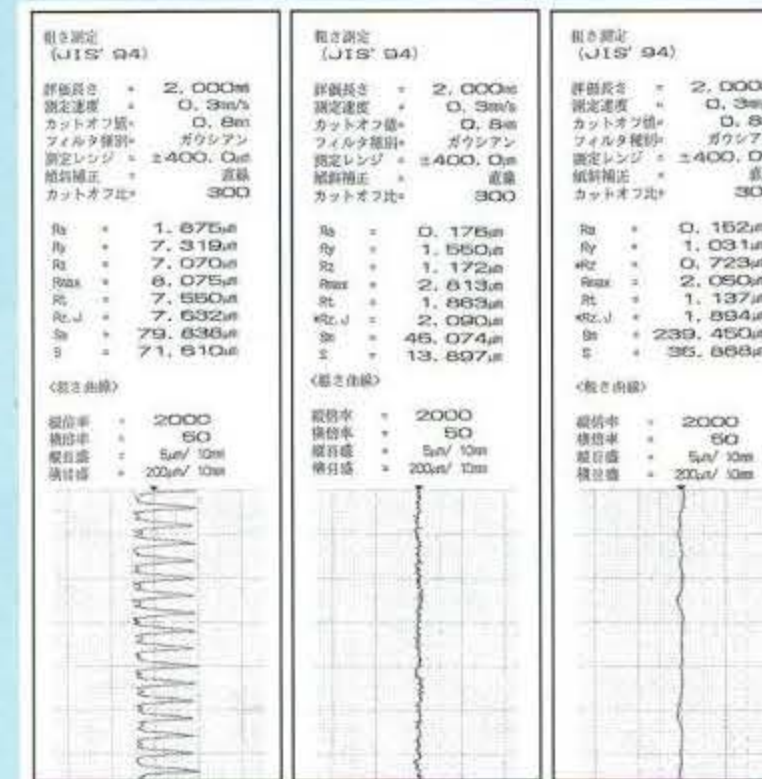 粗さ測定
(JIS' 94)
評価長さ = 2.000mm
測定速度 = 0.3mm/s
カットオフ値= 0.8mm
フィルタ種別= ガウシアン
測定レンジ = ±400.0μm
傾斜補正 = 直線
カットオフ比= 300
Ra = 1.875μm
Ry = 7.319μm
Rz = 7.070μm
Rmax = 8.075μm
Rt = 7.550μm
Rz.J = 7.632μm
Sm = 79.838μm
S = 71.610μm
<粗さ曲線>
縦倍率 = 2000
横倍率 = 50
縦目盛 = 5μm/ 10mm
横目盛 = 200μm/ 10mm
粗さ測定
(JIS' 94)
評価長さ = 2.000mm
測定速度 = 0.3mm/s
カットオフ値= 0.8mm
フィルタ種別= ガウシアン
測定レンジ = ±400.0μm
傾斜補正 = 直線
カットオフ比= 300
Ra = 0.176μm
Ry = 1.550μm
Rz = 1.172μm
Rmax = 2.813μm
Rt = 1.863μm
*Rz.J = 2.090μm
Sm = 46.074μm
S = 13.897μm
<粗さ曲線>
縦倍率 = 2000
横倍率 = 50
縦目盛 = 5μm/ 10mm
横目盛 = 200μm/ 10mm
粗さ測定
(JIS' 94)
評価長さ = 2.000
測定速度 = 0.3mm
カットオフ値= 0.8
フィルタ種別= ガウシア
測定レンジ = ±400.0
傾斜補正 =
カットオフ比= 30
Ra = 0.152μm
Ry = 1.031μm
*Rz = 0.723μm
Rmax = 2.050μm
Rt = 1.137μm
*Rz.J = 1.894μm
Sm = 239.450μm
S = 36.868μm
<粗さ曲線>
縦倍率 = 2000
横倍率 = 50
縦目盛 = 5μm/ 10mm
横目盛 = 200μm/ 10mm